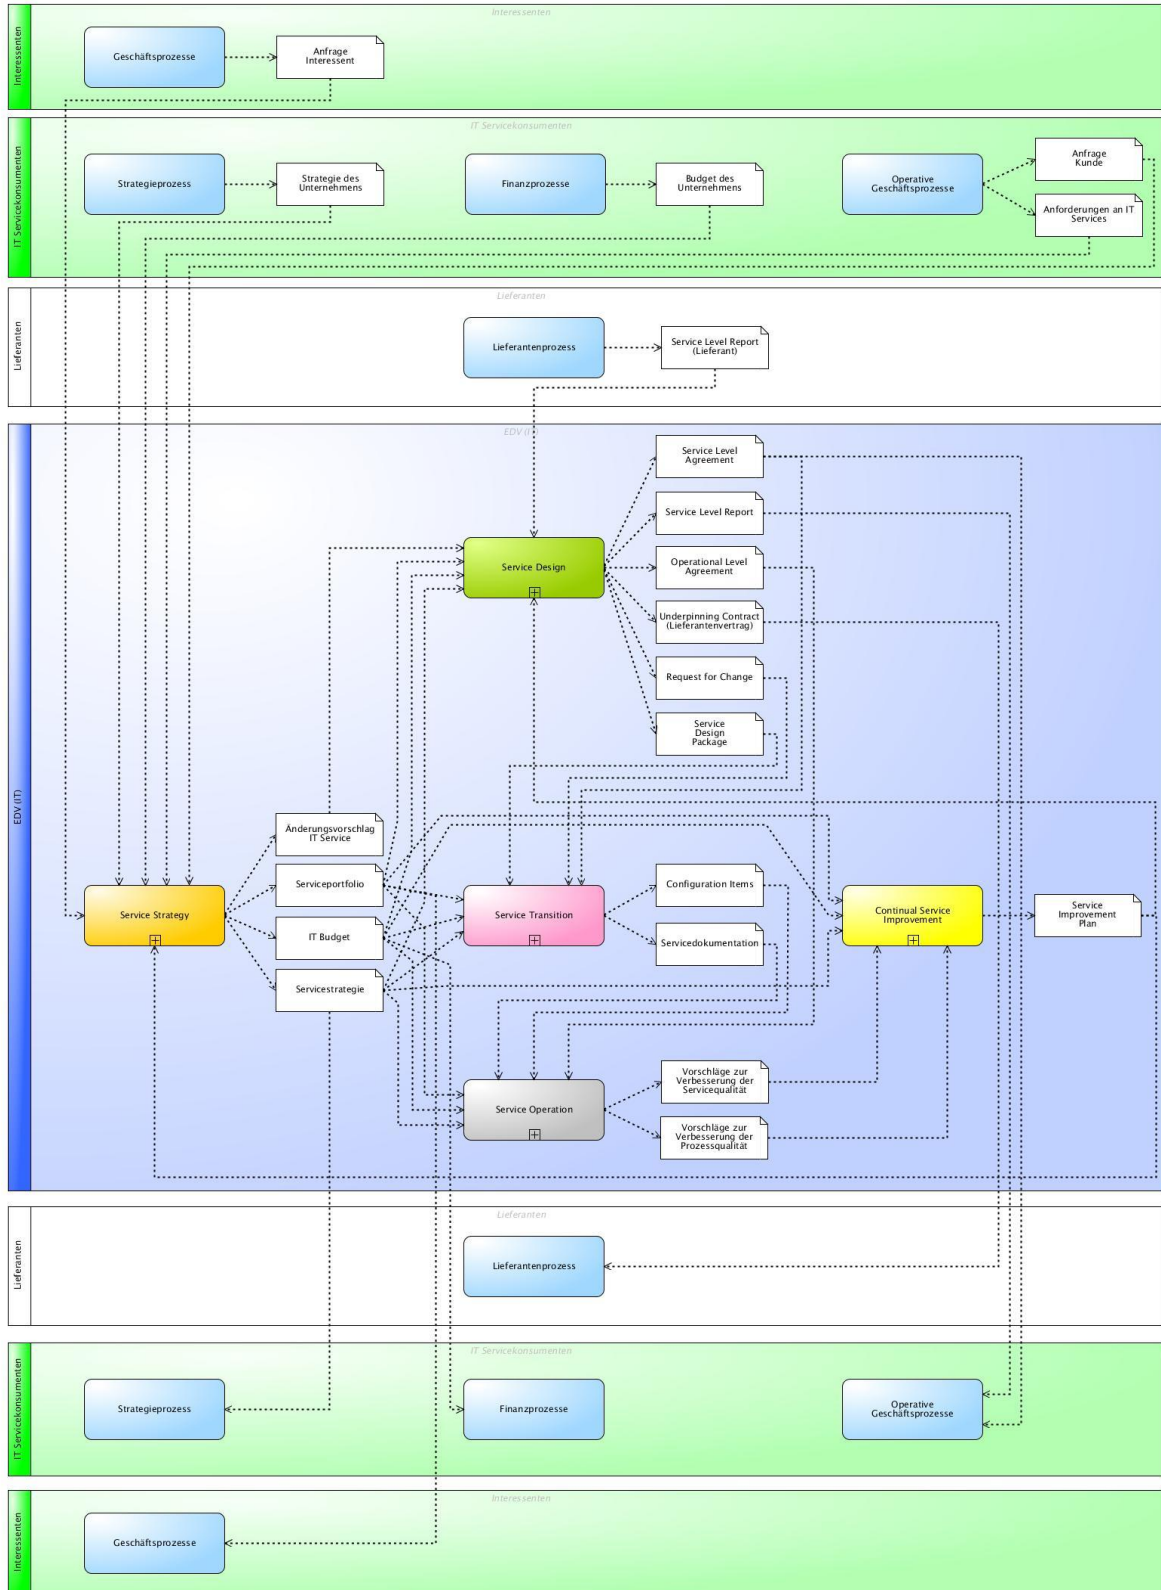 Interessenten
Interessenten
Geschäftsprozesse
Anfrage
Interessent
IT Servicekonsumenten
IT Servicekonsumenten
Strategieprozess
Strategie des
Unternehmens
Finanzprozesse
Budget des
Unternehmens
Operative
Geschäftsprozesse
Anfrage
Kunde
Anforderungen an IT
Services
Lieferanten
Lieferanten
Lieferantenprozess
Service Level Report
(Lieferant)
EDV (IT)
EDV (IT)
Service Level
Agreement
Service Level Report
Service Design
Operational Level
Agreement
Underpinning Contract
(Lieferantenvertrag)
Request for Change
Service
Design
Package
Änderungsvorschlag
IT Service
Serviceportfolio
Service Strategy
IT Budget
Servicestrategie
Service Transition
Configuration Items
Servicedokumentation
Continual Service
Improvement
Service
Improvement
Plan
Service Operation
Vorschläge zur
Verbesserung der
Servicequalität
Vorschläge zur
Verbesserung der
Prozessqualität
Lieferanten
Lieferanten
Lieferantenprozess
IT Servicekonsumenten
IT Servicekonsumenten
Strategieprozess
Finanzprozesse
Operative
Geschäftsprozesse
Interessenten
Interessenten
Geschäftsprozesse